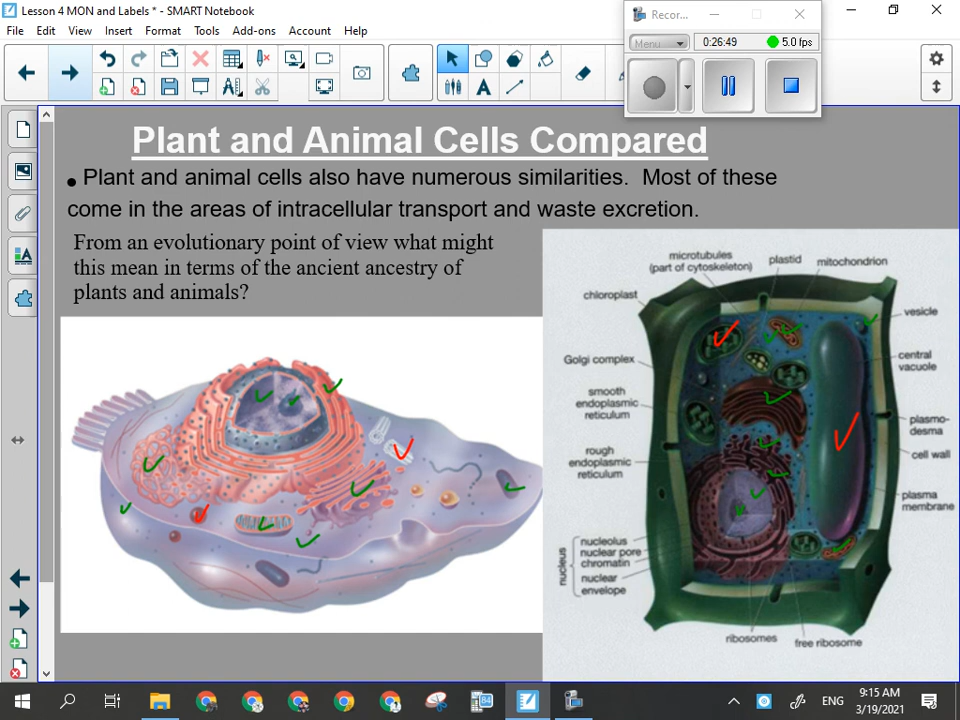 Lesson 4 MON and Labels * - SMART Notebook
File Edit View Insert Format Tools Add-ons Account Help
Recor...
Menu 0:26:49 5.0 fps
Plant and Animal Cells Compared
• Plant and animal cells also have numerous similarities. Most of these
come in the areas of intracellular transport and waste excretion.
From an evolutionary point of view what might
this mean in terms of the ancient ancestry of
plants and animals?
microtubules
(part of cytoskeleton)
plastid
mitochondrion
chloroplast
vesicle
Golgi complex
central
vacuole
smooth
endoplasmic
reticulum
plasmo-
desma
cell wall
rough
endoplasmic
reticulum
plasma
membrane
nucleus
nucleolus
nuclear pore
chromatin
nuclear
envelope
ribosomes
free ribosome
ENG
9:15 AM
3/19/2021